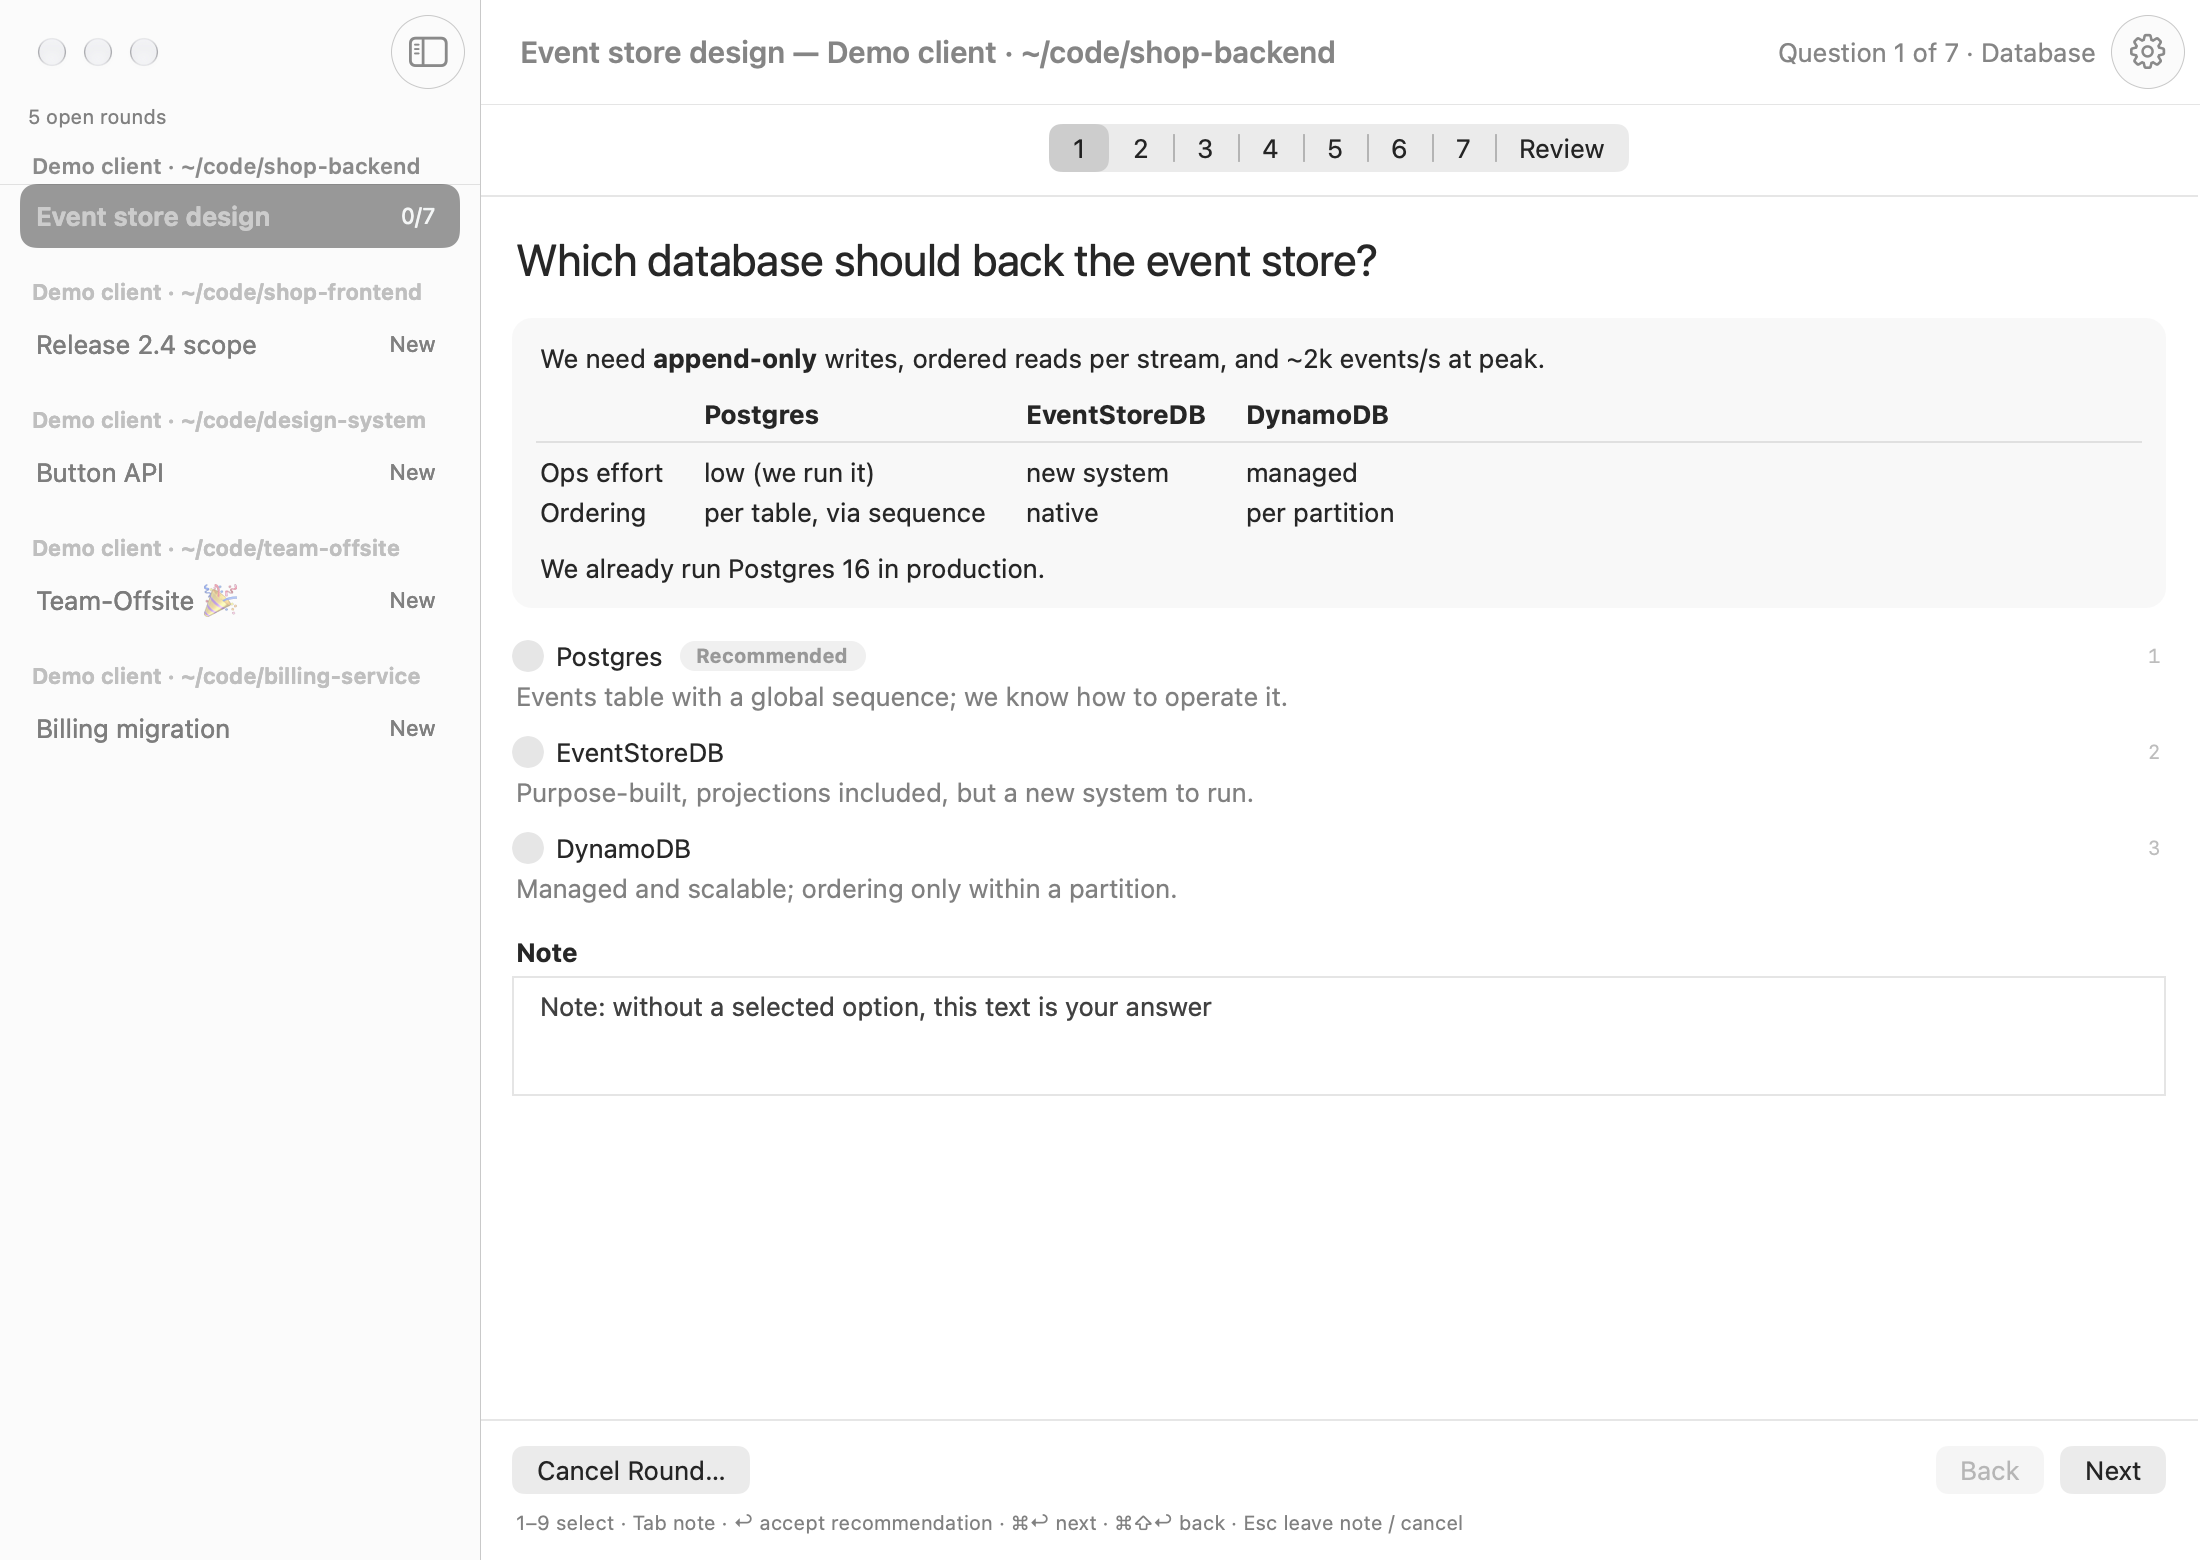 Event store design — Demo client · ~/code/shop-backend
Question 1 of 7 · Database
5 open rounds
Demo client · ~/code/shop-backend
Event store design 0/7
Demo client · ~/code/shop-frontend
Release 2.4 scope New
Demo client · ~/code/design-system
Button API New
Demo client · ~/code/team-offsite
Team-Offsite 🎉 New
Demo client · ~/code/billing-service
Billing migration New
1 2 3 4 5 6 7 Review
Which database should back the event store?
We need append-only writes, ordered reads per stream, and ~2k events/s at peak.
Postgres EventStoreDB DynamoDB
Ops effort low (we run it) new system managed
Ordering per table, via sequence native per partition
We already run Postgres 16 in production.
Postgres Recommended 1
Events table with a global sequence; we know how to operate it.
EventStoreDB 2
Purpose-built, projections included, but a new system to run.
DynamoDB 3
Managed and scalable; ordering only within a partition.
Note
Note: without a selected option, this text is your answer
Cancel Round... Back Next
1–9 select · Tab note · ↩ accept recommendation · ⌘↩ next · ⌘⇧↩ back · Esc leave note / cancel